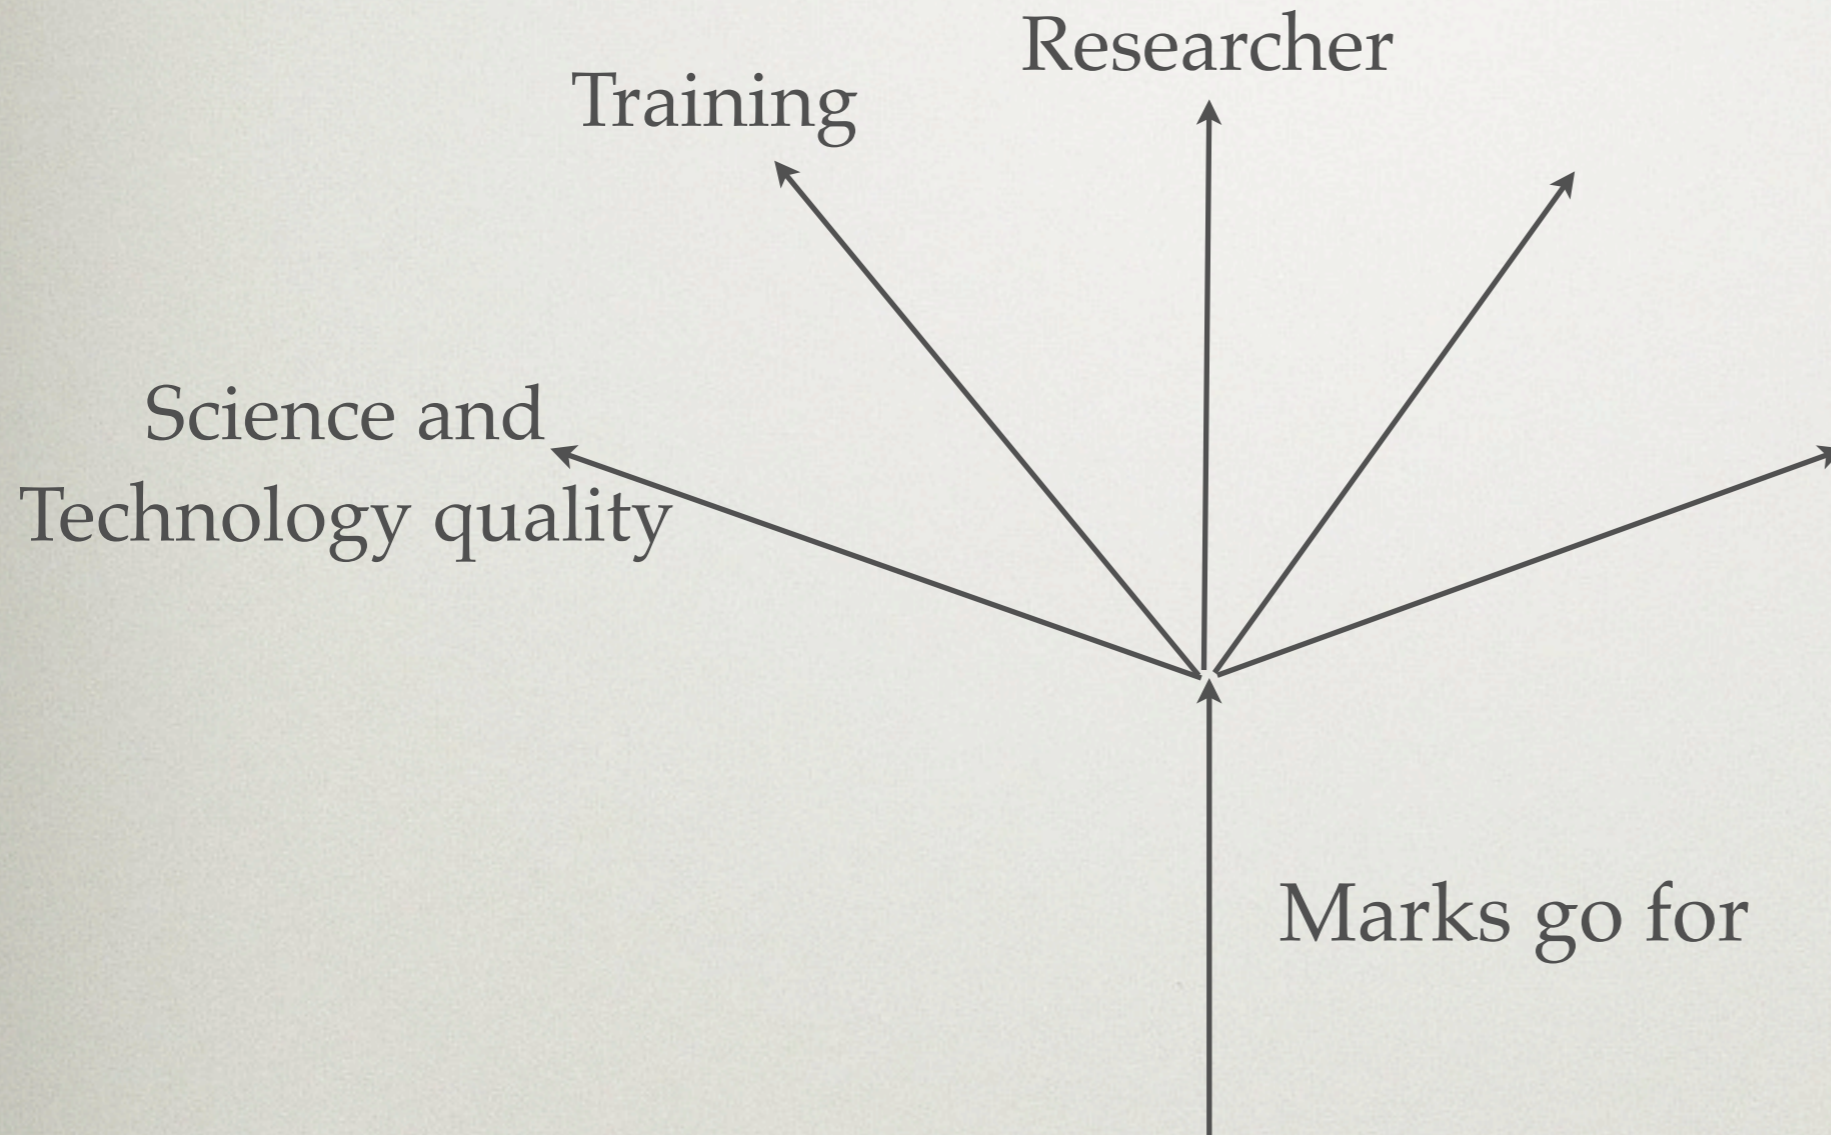 Researcher
Training
Science and
Technology quality
Marks go for